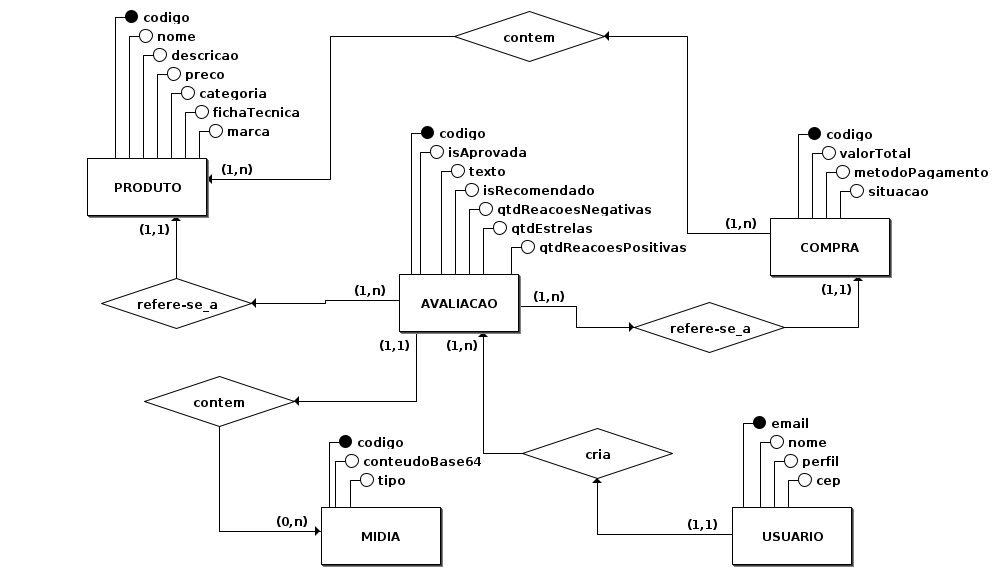 codigo
nome
descricao
preco
categoria
fichaTecnica
marca
PRODUTO
(1,n)
(1,1)
contem
codigo
isAprovada
texto
isRecomendado
qtdReacoesNegativas
qtdEstrelas
qtdReacoesPositivas
AVALIACAO
(1,n)
(1,n)
(1,1)
(1,n)
codigo
valorTotal
metodoPagamento
situacao
COMPRA
(1,n)
(1,1)
refere-se_a
refere-se_a
contem
cria
codigo
conteudoBase64
tipo
MIDIA
(0,n)
email
nome
perfil
cep
USUARIO
(1,1)